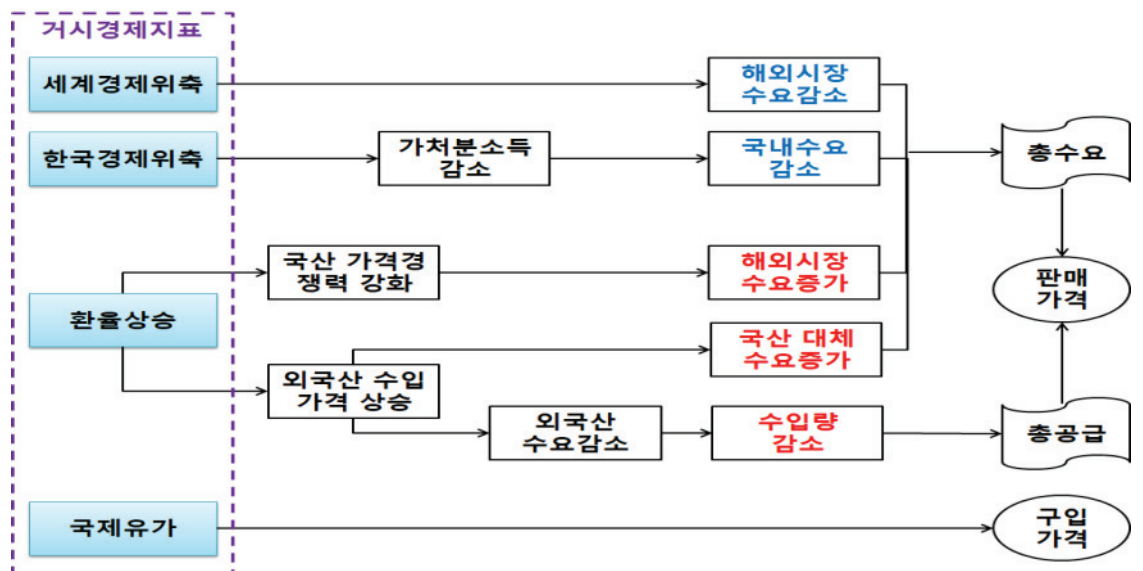 거시경제지표
세계경제위축
해외시장
수요감소
한국경제위축
가처분소득
감소
국내수요
감소
총수요
국산 가격경
쟁력 강화
해외시장
수요증가
판매
가격
환율상승
국산 대체
수요증가
외국산 수입
가격 상승
외국산
수요감소
수입량
감소
총공급
국제유가
구입
가격